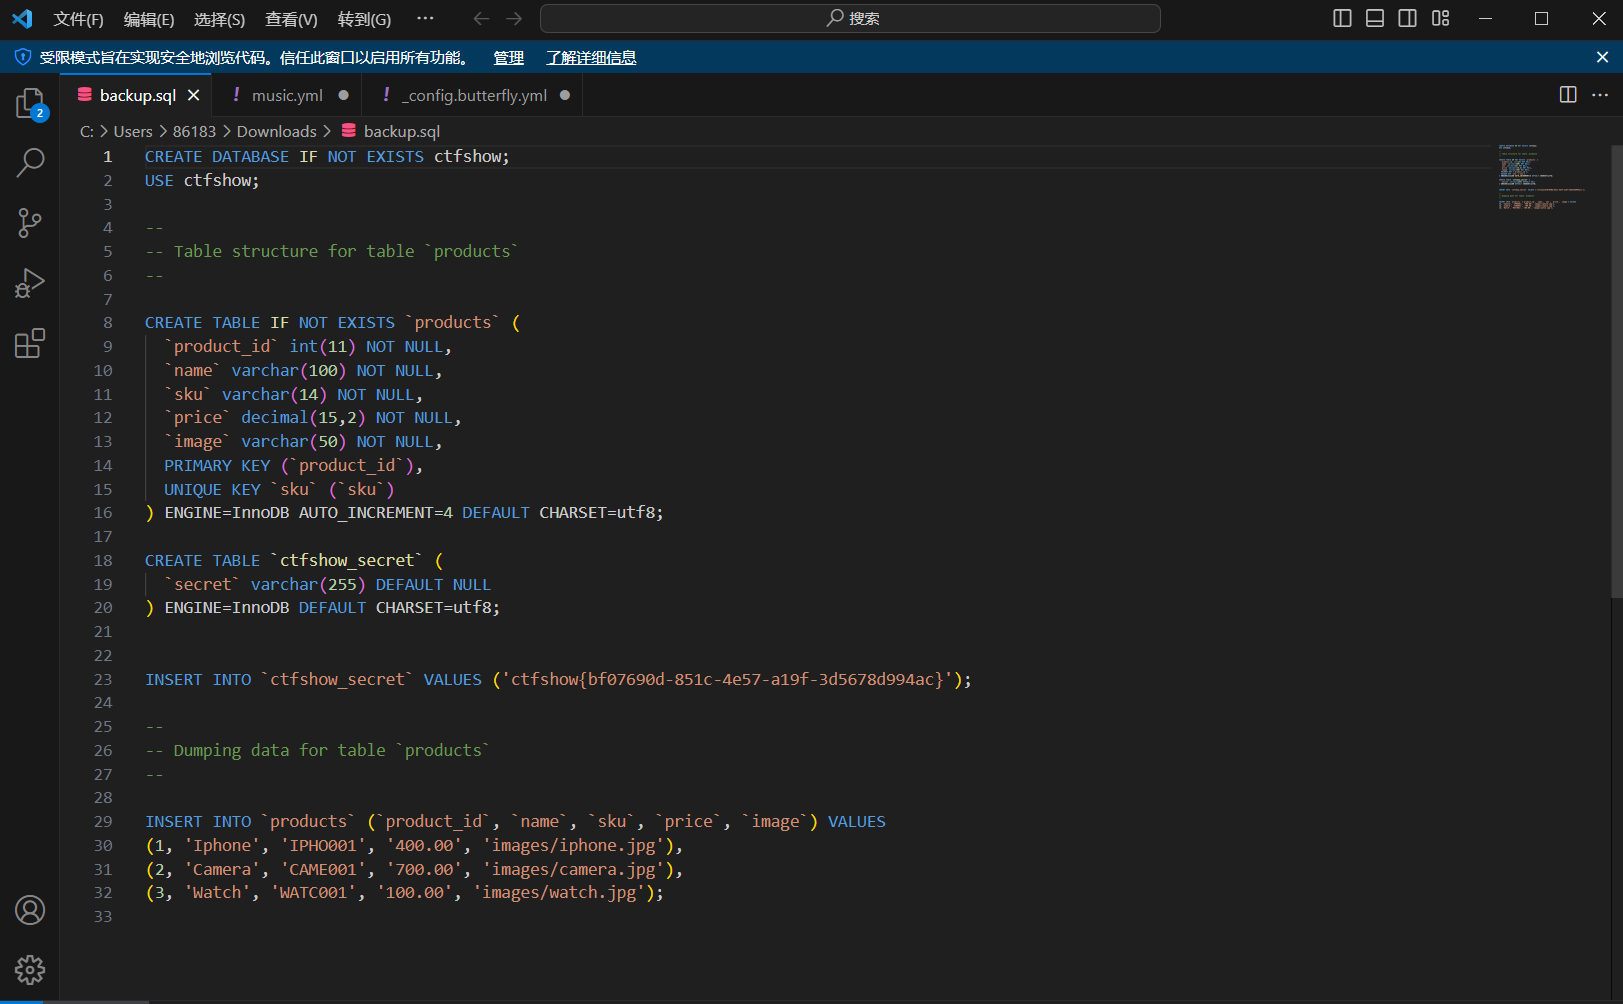 文件(F) 编辑(E) 选择(S) 查看(V) 转到(G) ··· 搜索
受限模式旨在实现安全地浏览代码。信任此窗口以启用所有功能。 管理 了解详细信息
backup.sql music.yml _config.butterfly.yml
2
C: > Users > 86183 > Downloads > backup.sql
1 CREATE DATABASE IF NOT EXISTS ctfshow;
2 USE ctfshow;
3
4 --
5 -- Table structure for table `products`
6 --
7
8 CREATE TABLE IF NOT EXISTS `products` (
9 `product_id` int(11) NOT NULL,
10 `name` varchar(100) NOT NULL,
11 `sku` varchar(14) NOT NULL,
12 `price` decimal(15,2) NOT NULL,
13 `image` varchar(50) NOT NULL,
14 PRIMARY KEY (`product_id`),
15 UNIQUE KEY `sku` (`sku`)
16 ) ENGINE=InnoDB AUTO_INCREMENT=4 DEFAULT CHARSET=utf8;
17
18 CREATE TABLE `ctfshow_secret` (
19 `secret` varchar(255) DEFAULT NULL
20 ) ENGINE=InnoDB DEFAULT CHARSET=utf8;
21
22
23 INSERT INTO `ctfshow_secret` VALUES ('ctfshow{bf07690d-851c-4e57-a19f-3d5678d994ac}');
24
25 --
26 -- Dumping data for table `products`
27 --
28
29 INSERT INTO `products` (`product_id`, `name`, `sku`, `price`, `image`) VALUES
30 (1, 'Iphone', 'IPHO001', '400.00', 'images/iphone.jpg'),
31 (2, 'Camera', 'CAME001', '700.00', 'images/camera.jpg'),
32 (3, 'Watch', 'WATC001', '100.00', 'images/watch.jpg');
33